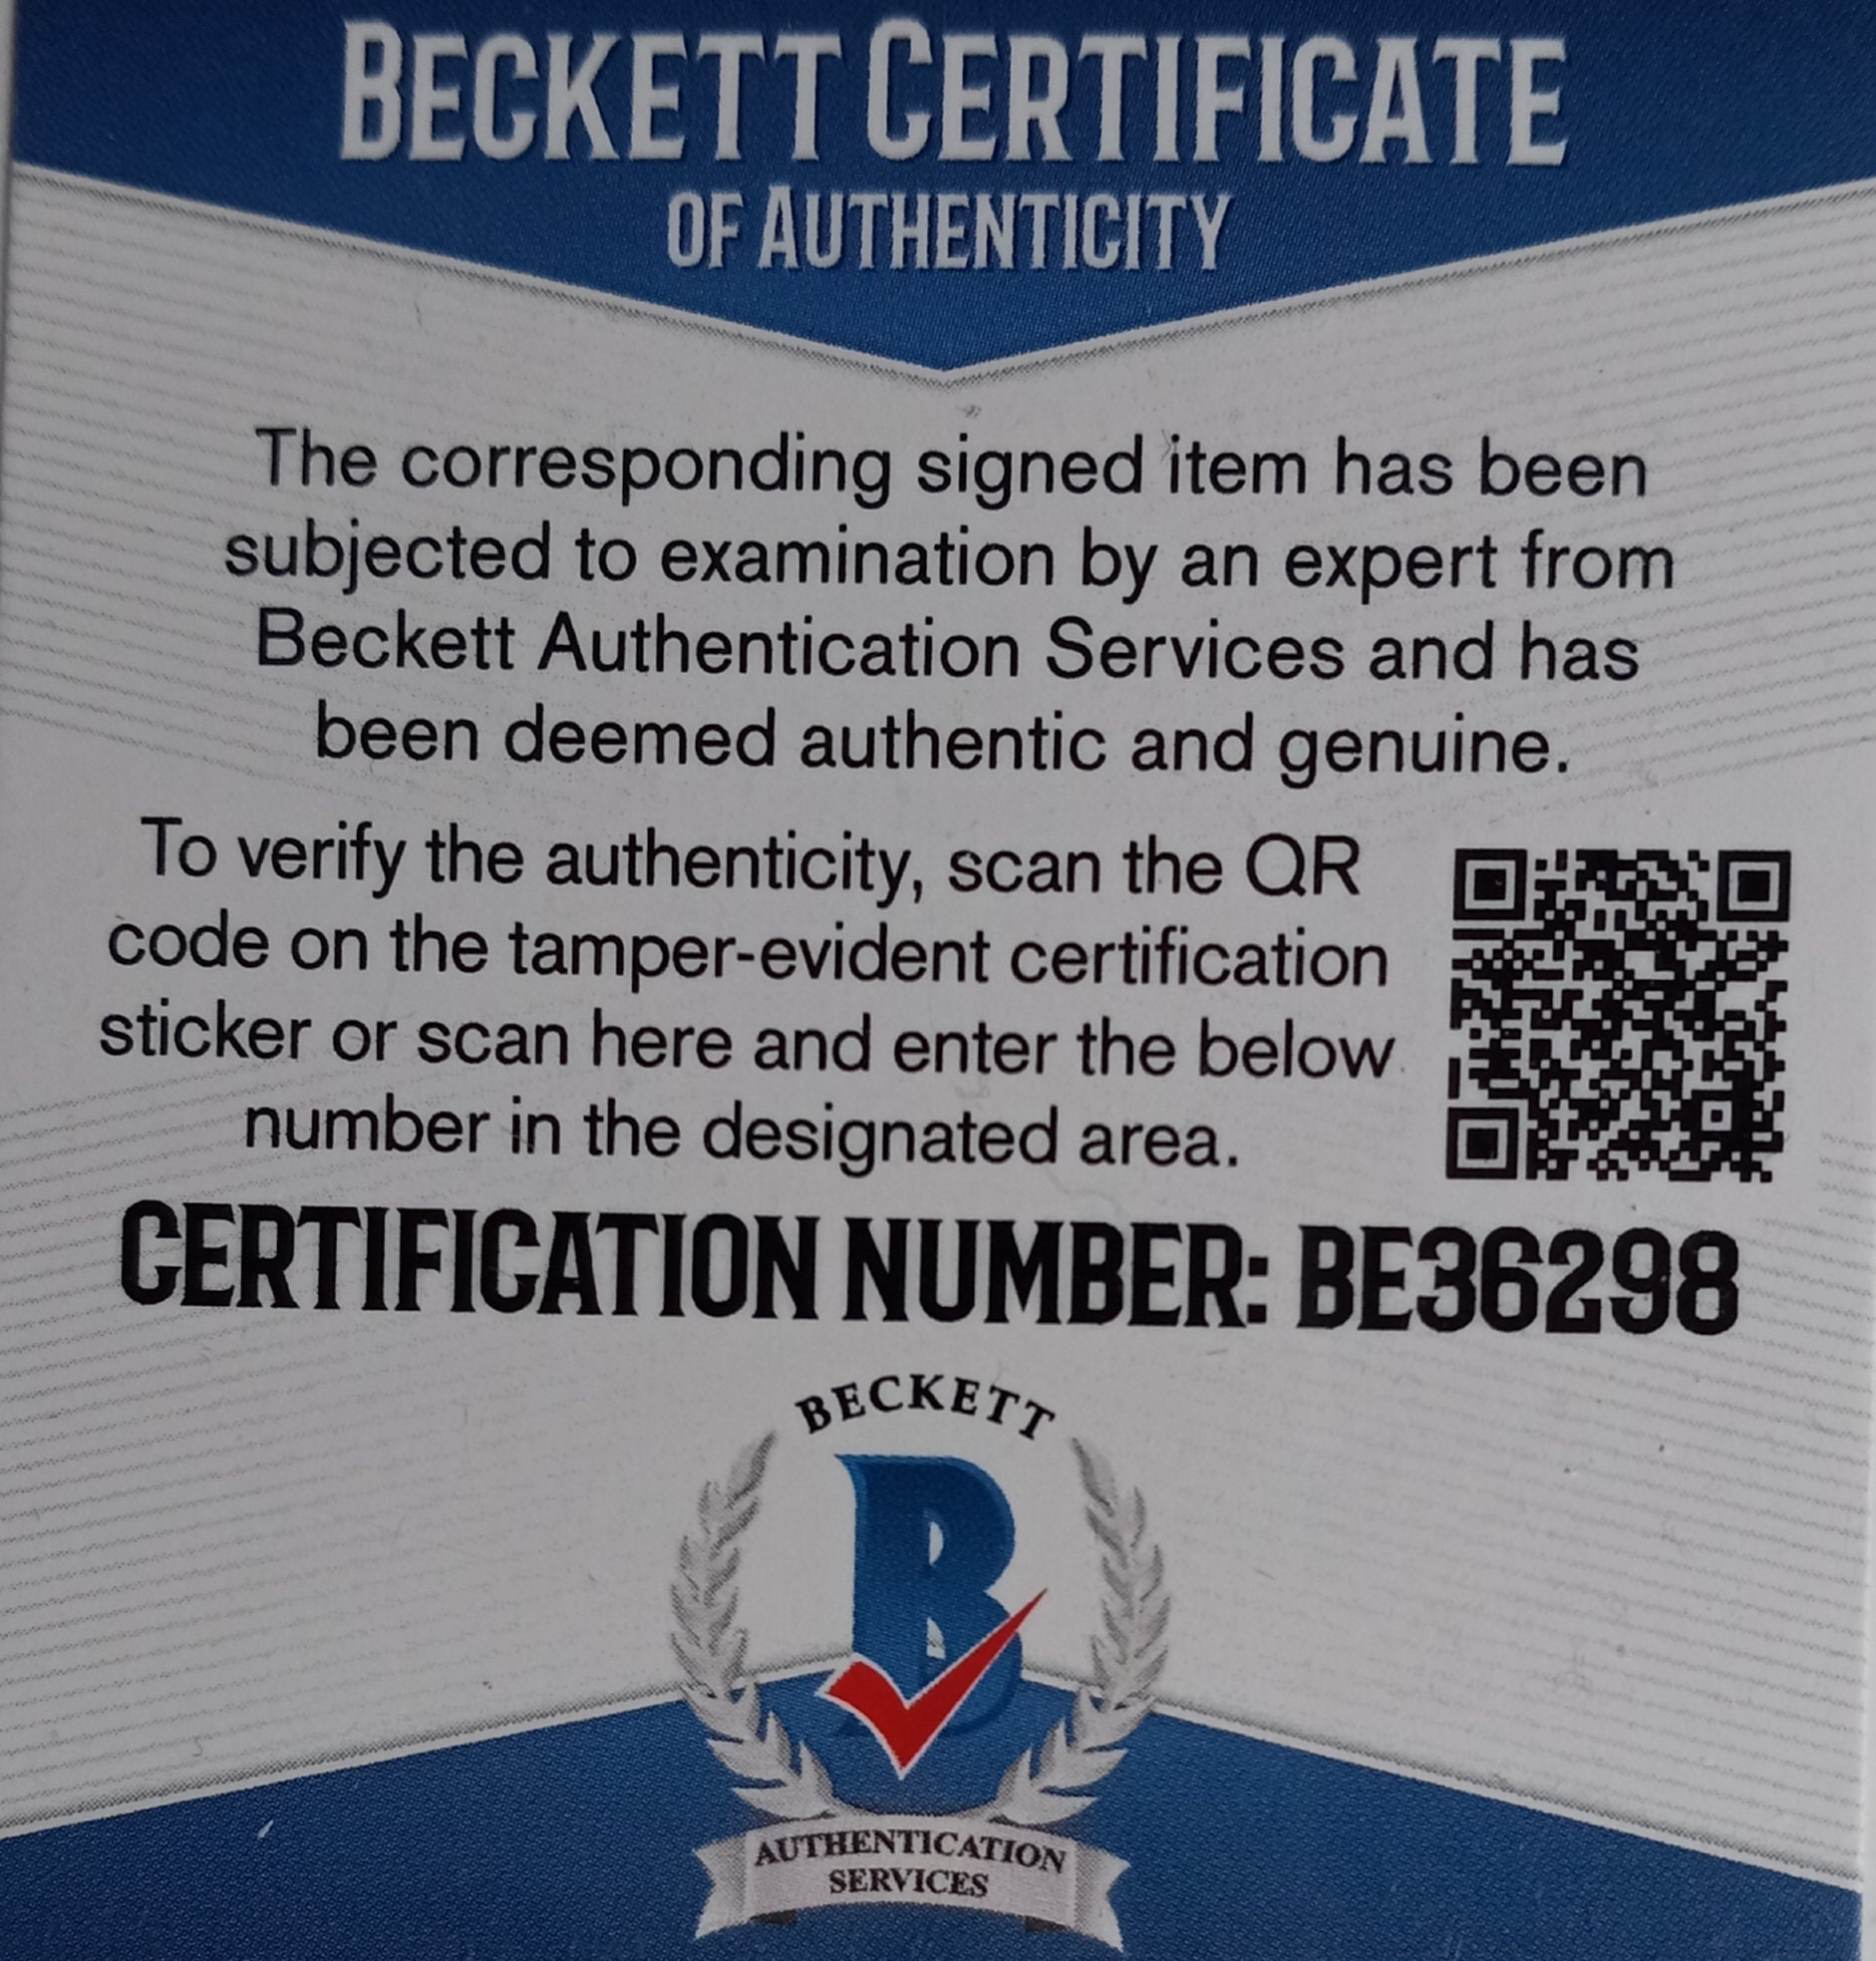 BECKETT CERTIFICATE
OF AUTHENTICITY
The corresponding signed item has been
subjected to examination by an expert from
Beckett Authentication Services and has
been deemed authentic and genuine.
To verify the authenticity, scan the QR
code on the tamper-evident certification
sticker or scan here and enter the below
number in the designated area.
CERTIFICATION NUMBER: BE36298
BECKETT
B
AUTHENTICATION
SERVICES